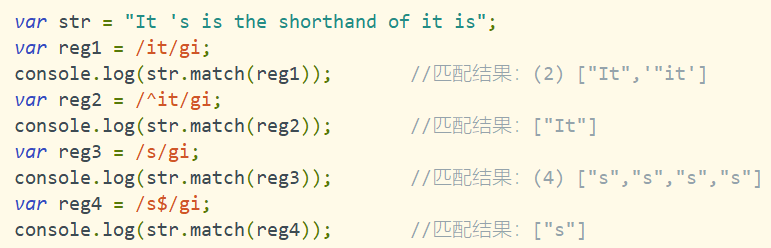 var str = "It 's is the shorthand of it is";
var reg1 = /it/gi;
console.log(str.match(reg1)); //匹配结果: (2) ["It",'"it']
var reg2 = /^it/gi;
console.log(str.match(reg2)); //匹配结果: ["It"]
var reg3 = /s/gi;
console.log(str.match(reg3)); //匹配结果: (4) ["s","s","s","s"]
var reg4 = /s$/gi;
console.log(str.match(reg4)); //匹配结果: ["s"]